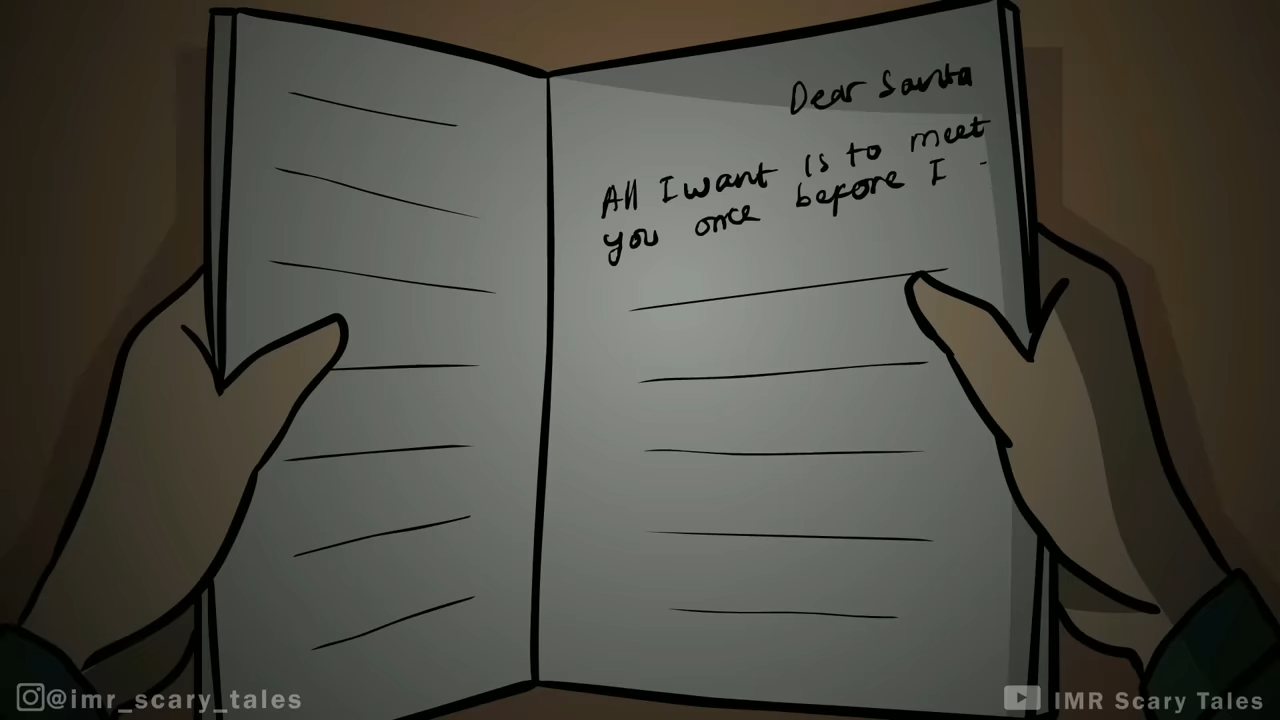 Dear Santa
All I want is to meet
you once before I -
@imr_scary_tales
IMR Scary Tales